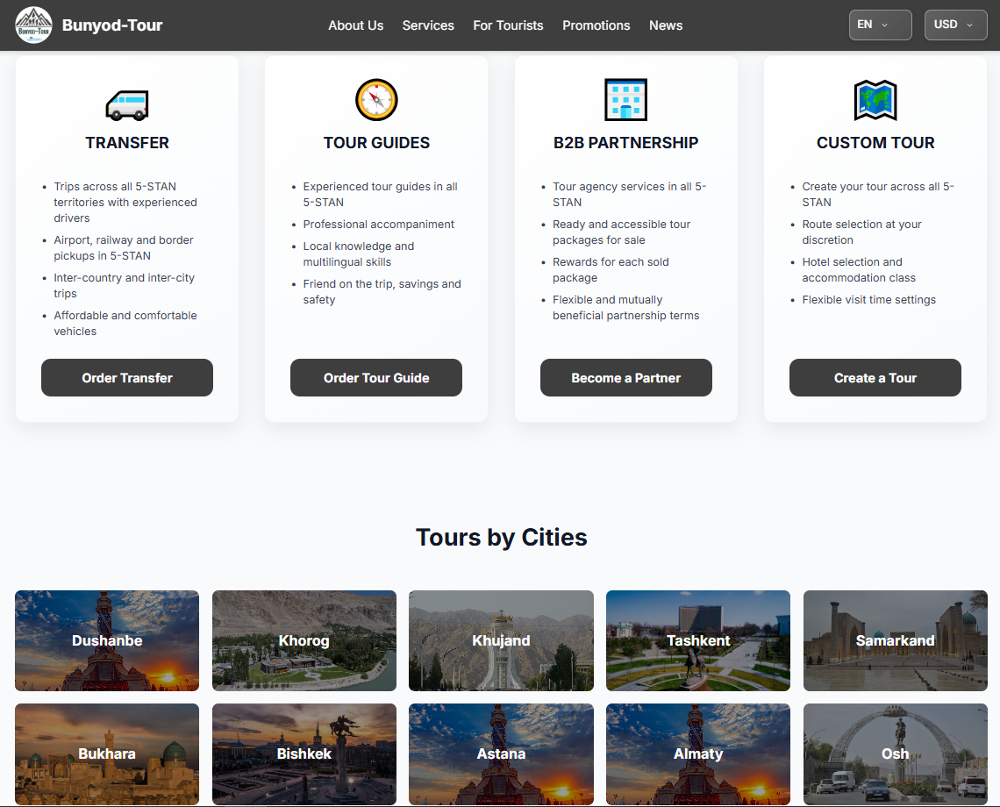 Bunyod-Tour
Bunyod-Tour
About Us
Services
For Tourists
Promotions
News
EN
USD
TRANSFER
• Trips across all 5-STAN
territories with experienced
drivers
• Airport, railway and border
pickups in 5-STAN
• Inter-country and inter-city
trips
• Affordable and comfortable
vehicles
Order Transfer
TOUR GUIDES
• Experienced tour guides in all
5-STAN
• Professional accompaniment
• Local knowledge and
multilingual skills
• Friend on the trip, savings and
safety
Order Tour Guide
B2B PARTNERSHIP
• Tour agency services in all 5-
STAN
• Ready and accessible tour
packages for sale
• Rewards for each sold
package
• Flexible and mutually
beneficial partnership terms
Become a Partner
CUSTOM TOUR
• Create your tour across all 5-
STAN
• Route selection at your
discretion
• Hotel selection and
accommodation class
• Flexible visit time settings
Create a Tour
Tours by Cities
Dushanbe
Khorog
Khujand
Tashkent
Samarkand
Bukhara
Bishkek
Astana
Almaty
Osh